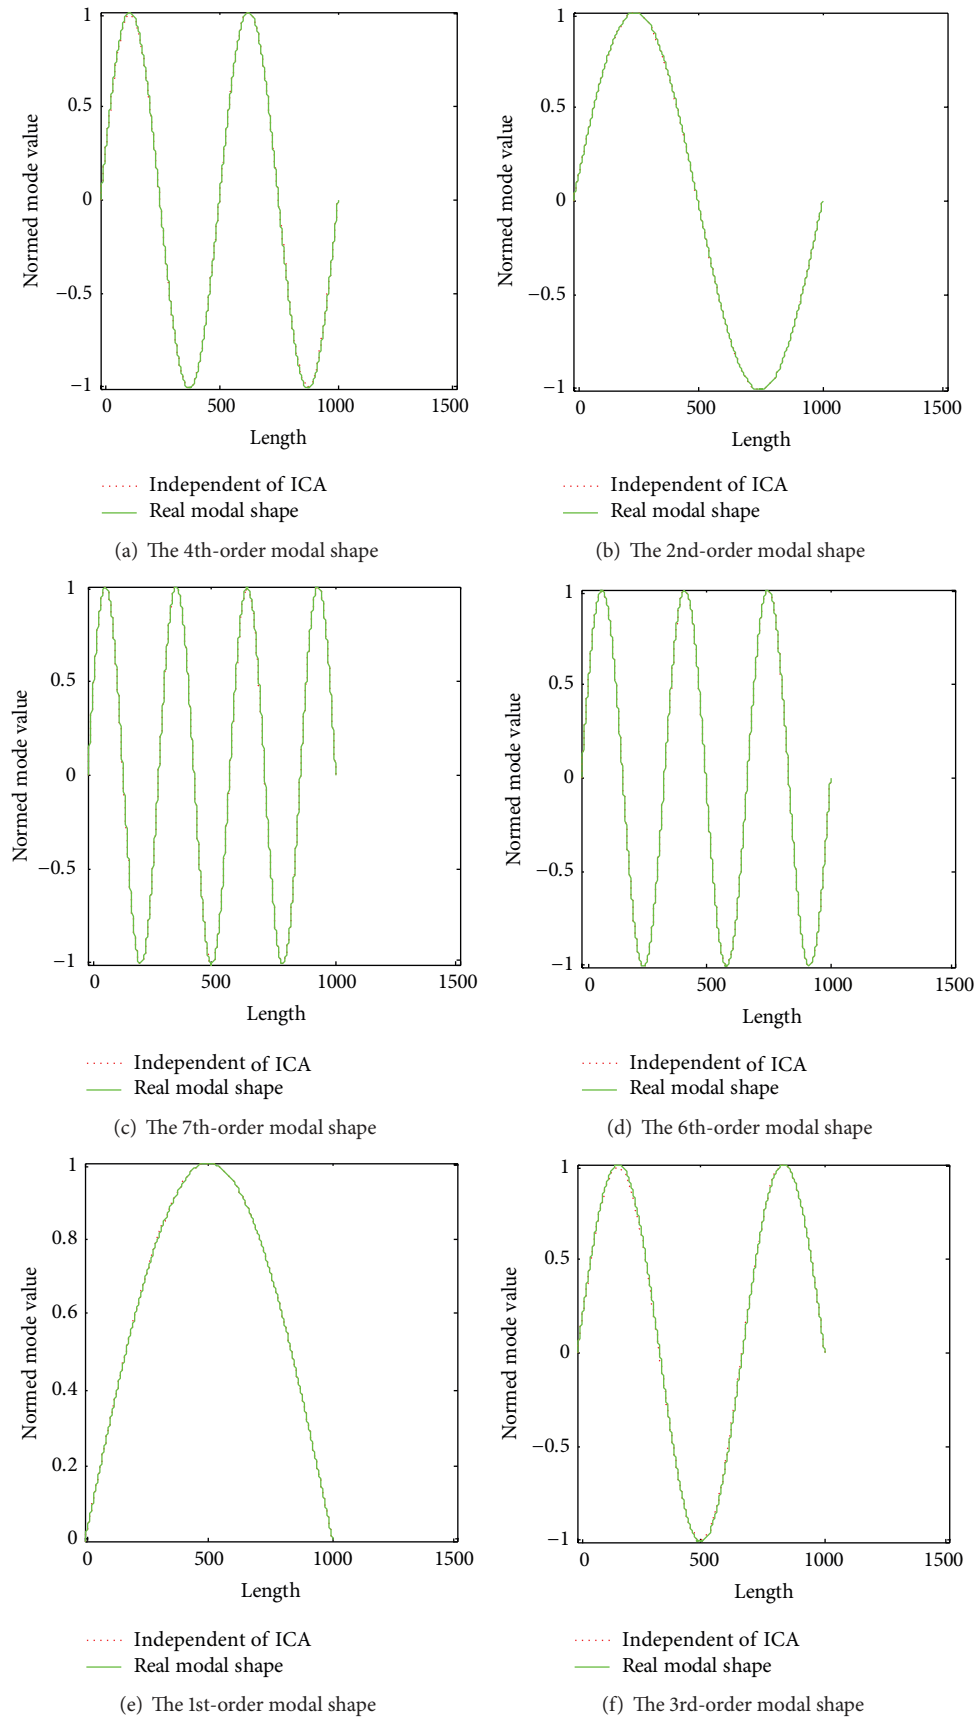 1
0.5
0
−0.5
−1
0
500
1000
1500
Normed mode value
Length
Independent of ICA
Real modal shape
(a) The 4th-order modal shape
1
0.5
0
−0.5
−1
0
500
1000
1500
Normed mode value
Length
Independent of ICA
Real modal shape
(b) The 2nd-order modal shape
1
0.5
0
−0.5
−1
0
500
1000
1500
Normed mode value
Length
Independent of ICA
Real modal shape
(c) The 7th-order modal shape
1
0.5
0
−0.5
−1
0
500
1000
1500
Normed mode value
Length
Independent of ICA
Real modal shape
(d) The 6th-order modal shape
1
0.8
0.6
0.4
0.2
0
0
500
1000
1500
Normed mode value
Length
Independent of ICA
Real modal shape
(e) The 1st-order modal shape
1
0.5
0
−0.5
−1
0
500
1000
1500
Normed mode value
Length
Independent of ICA
Real modal shape
(f) The 3rd-order modal shape